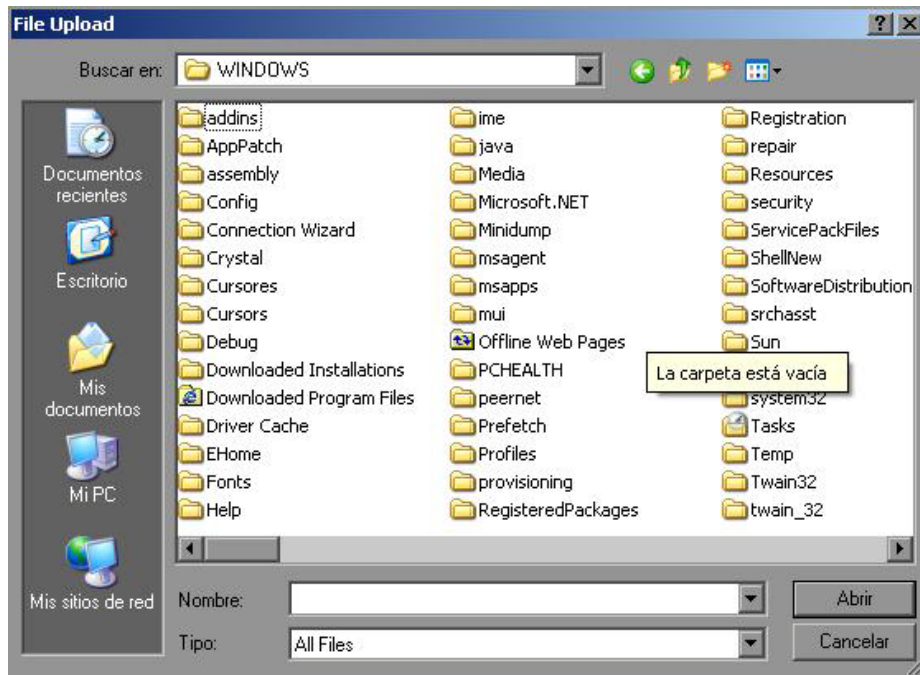 File Upload
Buscar en:
WINDOWS
Documentos
recientes
Escritorio
Mis
documentos
Mi PC
Mis sitios de red
addins
AppPatch
assembly
Config
Connection Wizard
Crystal
Cursores
Cursors
Debug
Downloaded Installations
Downloaded Program Files
Driver Cache
EHome
Fonts
Help
ime
java
Media
Microsoft.NET
Minidump
msagent
msapps
mui
Offline Web Pages
PCHEALTH
peernet
Prefetch
Profiles
provisioning
RegisteredPackages
Registration
repair
Resources
security
ServicePackFiles
ShellNew
SoftwareDistribution
srchasst
Sun
La carpeta está vacía
system32
Tasks
Temp
Twain32
twain_32
Nombre:
Abrir
Tipo:
All Files
Cancelar